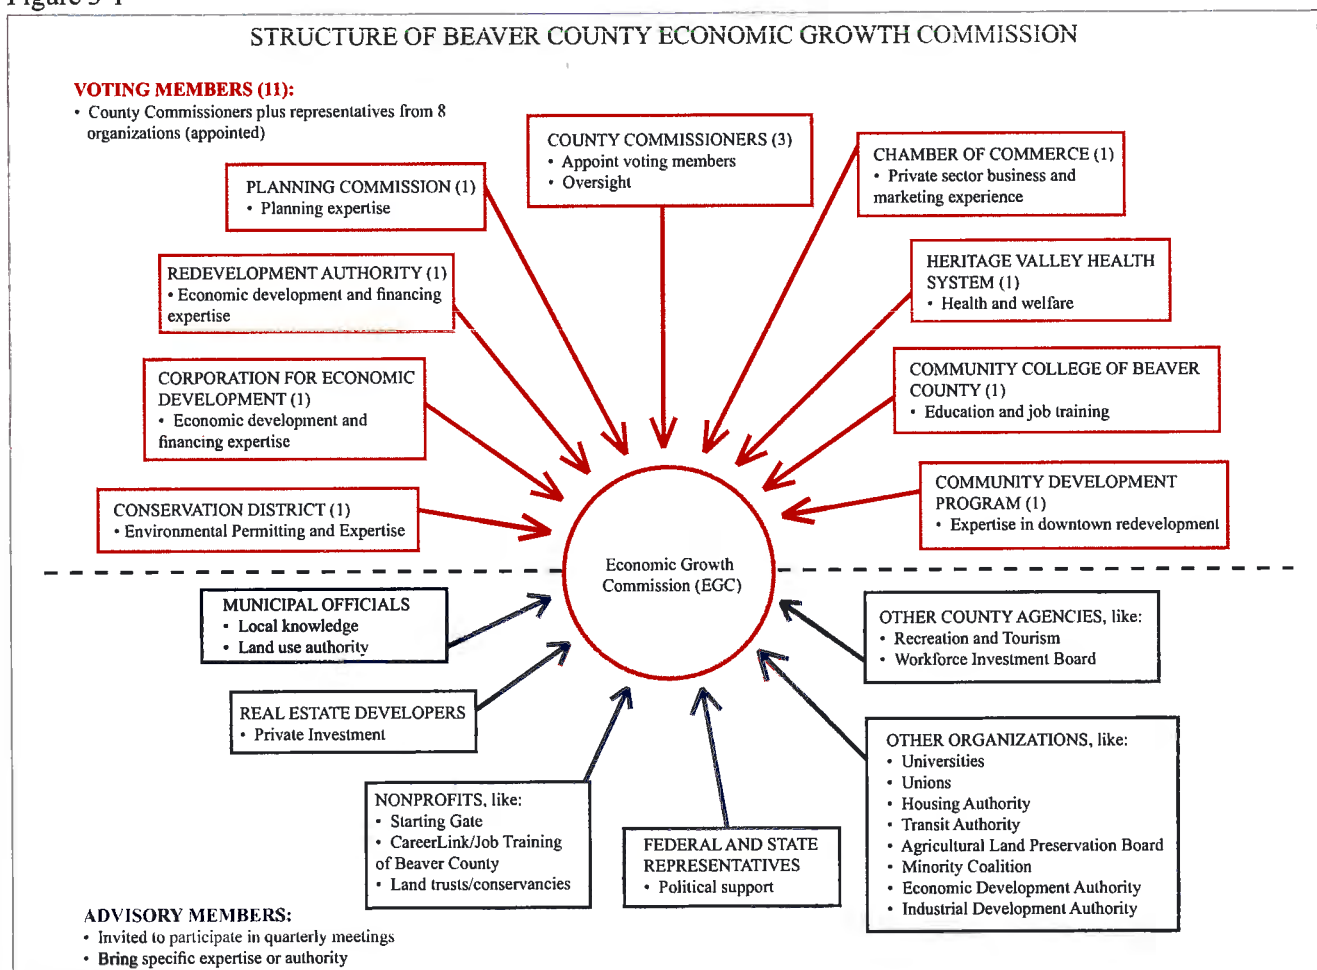 Figure 3-1
STRUCTURE OF BEAVER COUNTY ECONOMIC GROWTH COMMISSION
VOTING MEMBERS (11):
• County Commissioners plus representatives from 8
organizations (appointed)
COUNTY COMMISSIONERS (3)
• Appoint voting members
• Oversight
CHAMBER OF COMMERCE (1)
• Private sector business and
marketing experience
PLANNING COMMISSION (1)
• Planning expertise
REDEVELOPMENT AUTHORITY (1)
• Economic development and financing
expertise
HERITAGE VALLEY HEALTH
SYSTEM (1)
• Health and welfare
CORPORATION FOR ECONOMIC
DEVELOPMENT (1)
• Economic development and
financing expertise
COMMUNITY COLLEGE OF BEAVER
COUNTY (1)
• Education and job training
CONSERVATION DISTRICT (1)
• Environmental Permitting and Expertise
COMMUNITY DEVELOPMENT
PROGRAM (1)
• Expertise in downtown redevelopment
Economic Growth
Commission (EGC)
MUNICIPAL OFFICIALS
• Local knowledge
• Land use authority
OTHER COUNTY AGENCIES, like:
• Recreation and Tourism
• Workforce Investment Board
REAL ESTATE DEVELOPERS
• Private Investment
NONPROFITS, like:
• Starting Gate
• CareerLink/Job Training
of Beaver County
• Land trusts/conservancies
FEDERAL AND STATE
REPRESENTATIVES
• Political support
OTHER ORGANIZATIONS, like:
• Universities
• Unions
• Housing Authority
• Transit Authority
• Agricultural Land Preservation Board
• Minority Coalition
• Economic Development Authority
• Industrial Development Authority
ADVISORY MEMBERS:
• Invited to participate in quarterly meetings
• Bring specific expertise or authority